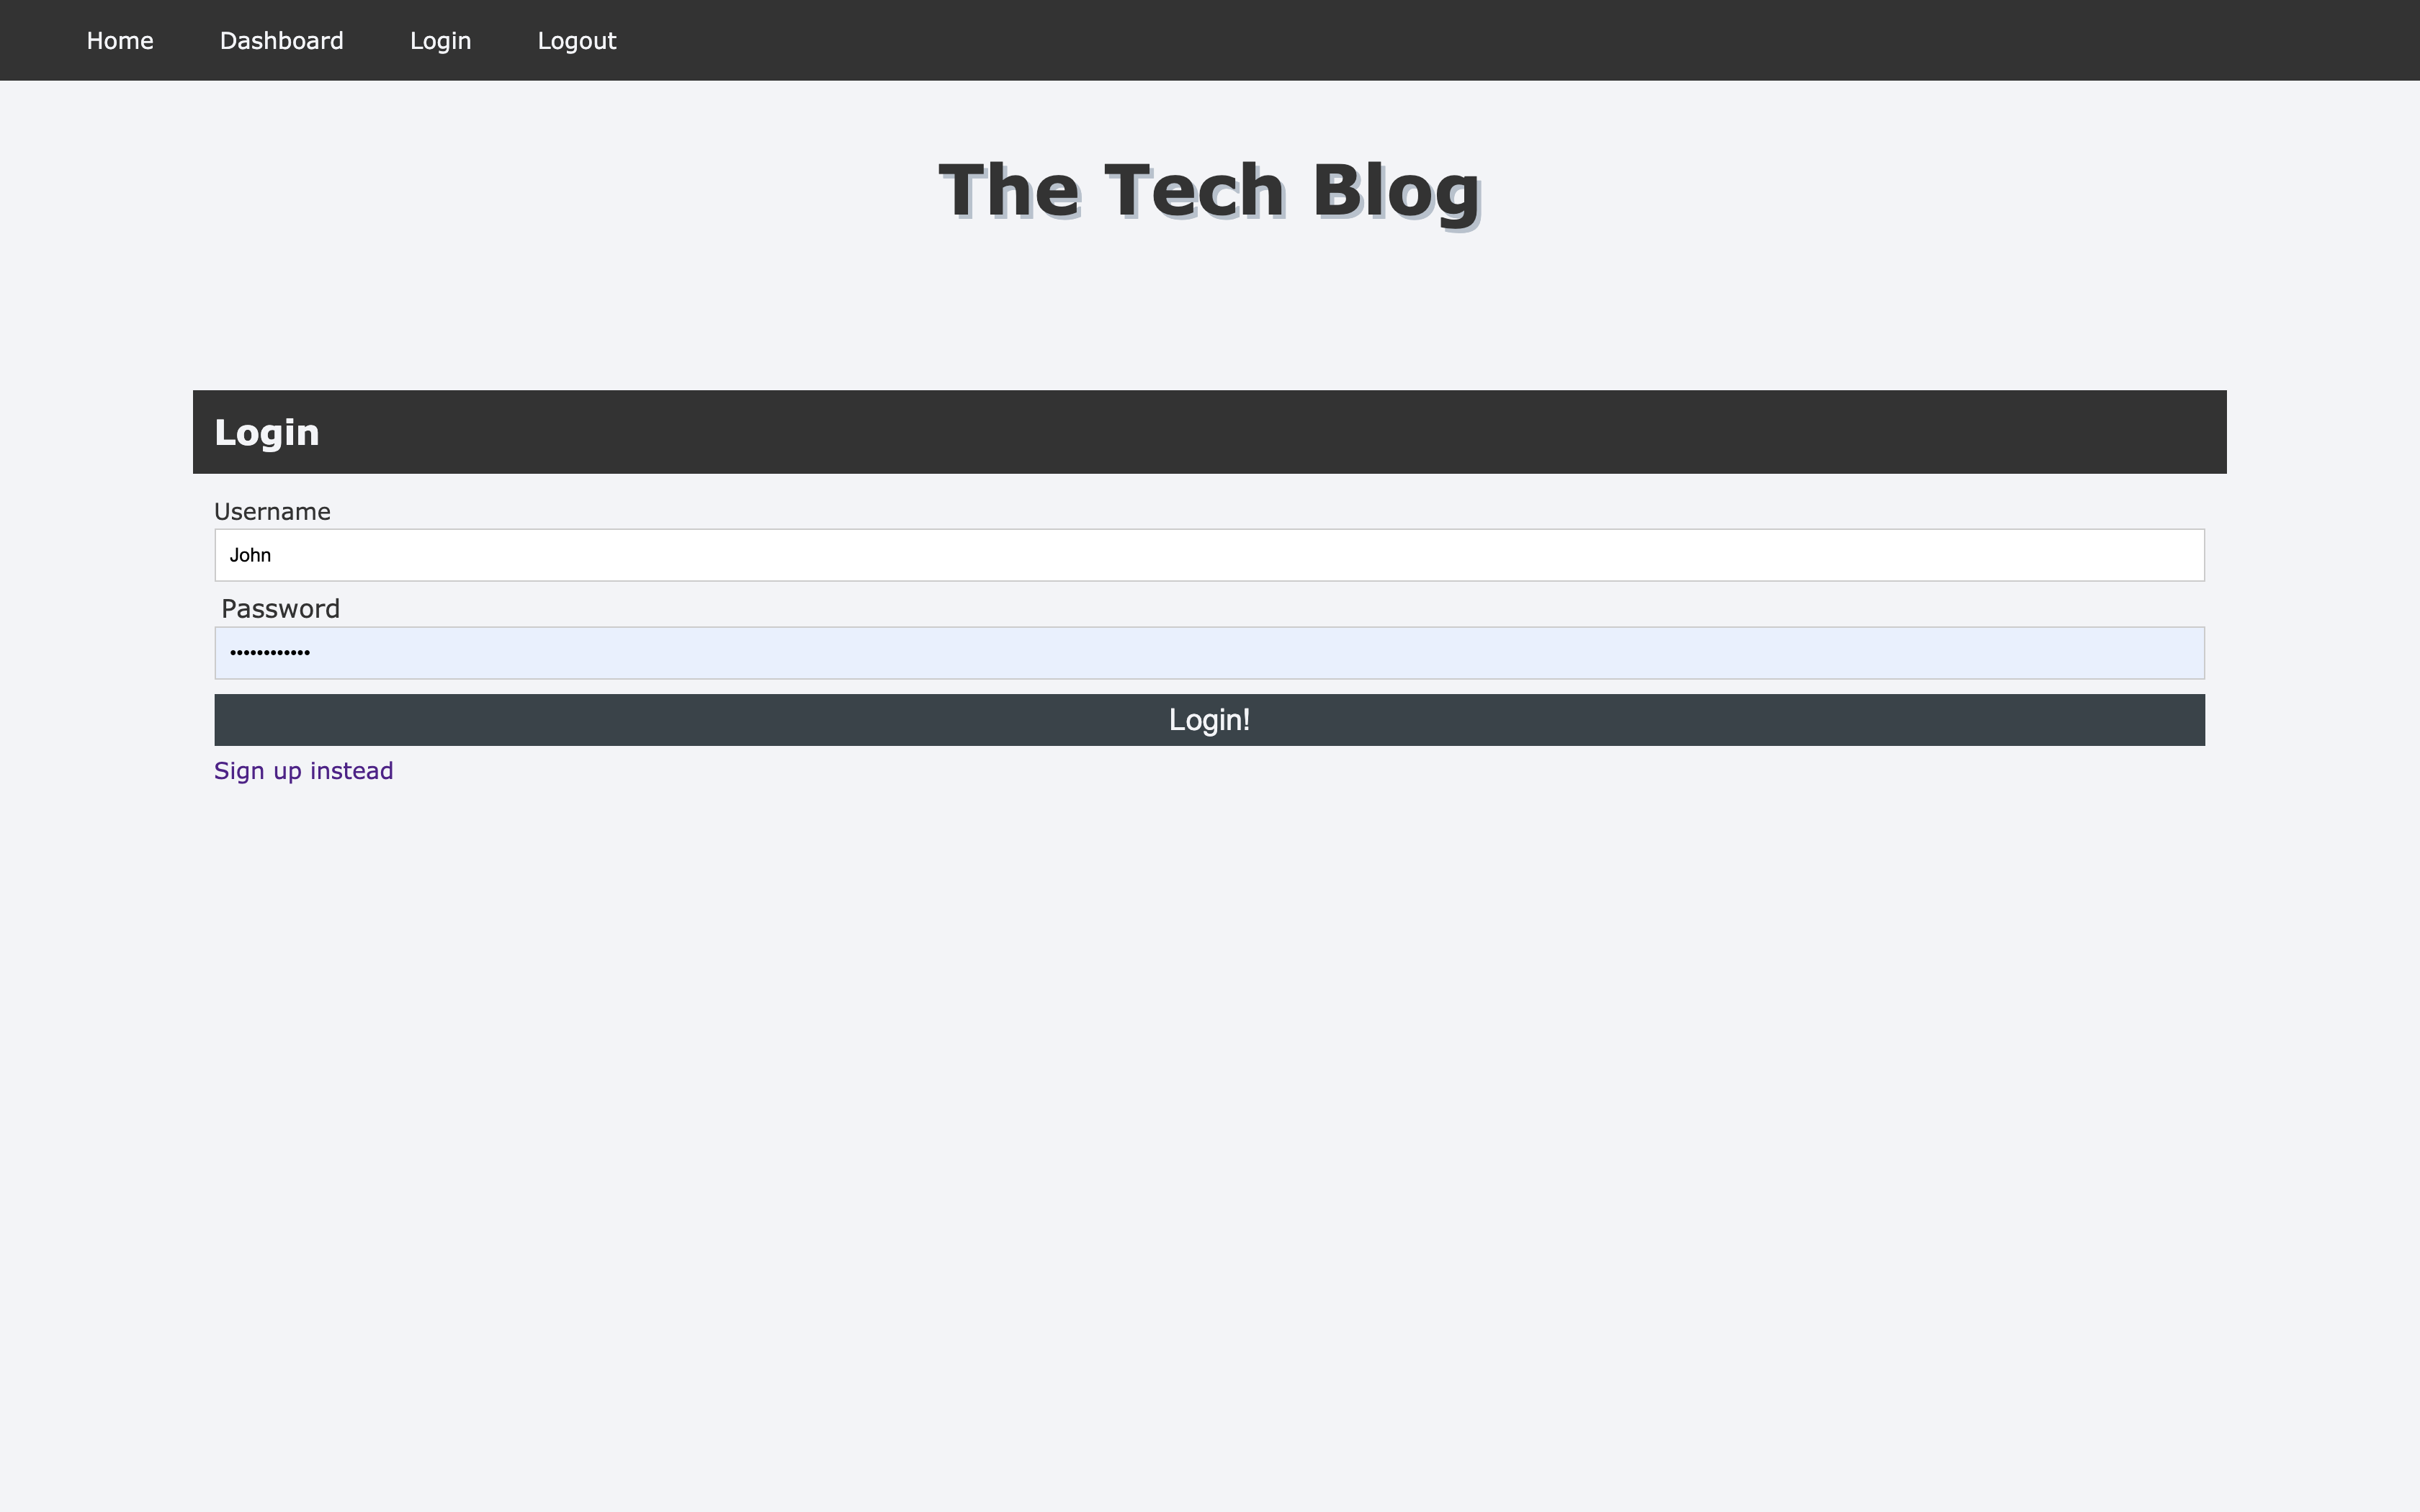 Home Dashboard Login Logout
The Tech Blog
Login
Username
John
Password
••••••••••••
Login!
Sign up instead